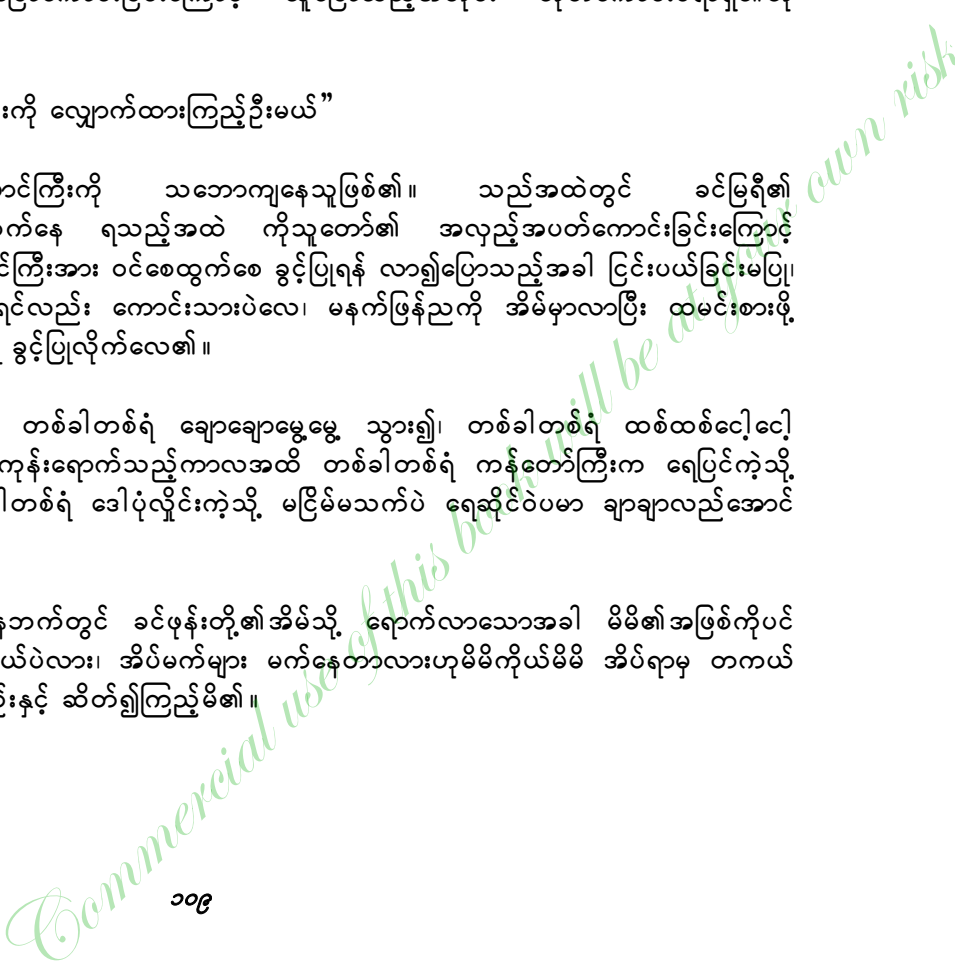 းကို လျှောက်ထားကြည့်ဦးမယ်”
ာင်ကြီးကို သဘောကျနေသူဖြစ်၏။ သည်အထဲတွင် ခင်မြရီ၏
က်နေ ရသည့်အထဲ ကိုသူတော်၏ အလှည့်အပတ်ကောင်းခြင်းကြောင့်
င်ကြီးအား ဝင်စေထွက်စေ ခွင့်ပြုရန် လာ၍ပြောသည့်အခါ ငြင်းပယ်ခြင်းမပြု၊
ရင်လည်း ကောင်းသားပဲလေ၊ မနက်ဖြန်ညကို အိမ်မှာလာပြီး ထမင်းစားဖို့
ခွင့်ပြုလိုက်လေ၏။
တစ်ခါတစ်ရံ ချောချောမွေ့မွေ့ သွား၍၊ တစ်ခါတစ်ရံ ထစ်ထစ်ငေါ့ငေါ့
ကုန်းရောက်သည့်ကာလအထိ တစ်ခါတစ်ရံ ကန်တော်ကြီးက ရေပြင်ကဲ့သို့
ါတစ်ရံ ဒေါပုံလှိုင်းကဲ့သို့ မငြိမ်မသက်ပဲ ရေဆိုင်ဝဲပမာ ချာချာလည်အောင်
နဘက်တွင် ခင်ဖုန်းတို့၏အိမ်သို့ ရောက်လာသောအခါ မိမိ၏အဖြစ်ကိုပင်
ယ်ပဲလား၊ အိပ်မက်များ မက်နေတာလားဟုမိမိကိုယ်မိမိ အိပ်ရာမှ တကယ်
ဉ်းနှင့် ဆိတ်၍ကြည့်မိ၏။
၁၀၉
Commercial use of this book will be at your own risk